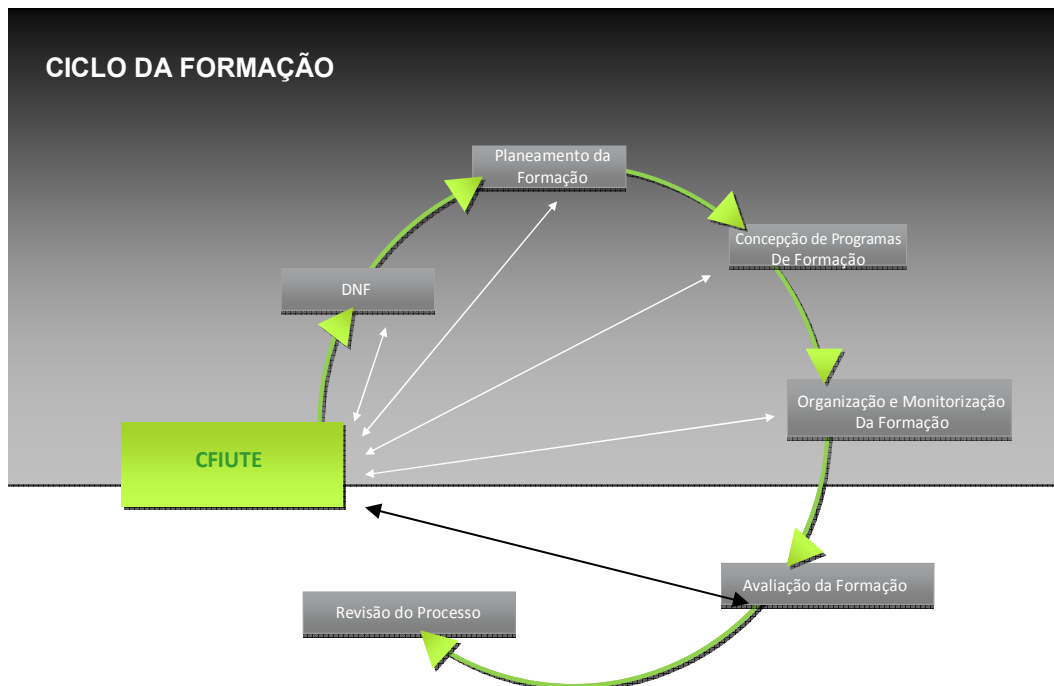 CICLO DA FORMAÇÃO
Planeamento da
Formação
Concepção de Programas
De Formação
DNF
Organização e Monitorização
Da Formação
CFIUTE
Avaliação da Formação
Revisão do Processo